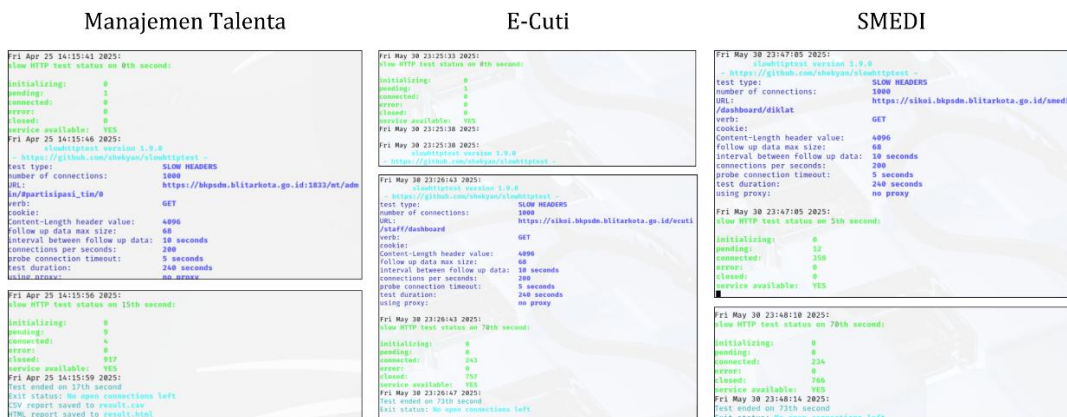 Manajemen Talenta
Fri Apr 25 14:15:41 2025:
slow HTTP test status on 0th second:
initializing: 0
pending: 1
connected: 0
error: 0
closed: 0
service available: YES
Fri Apr 25 14:15:46 2025:
slowhttptest version 1.9.0
- https://github.com/shekyan/slowhttptest -
test type: SLOW HEADERS
number of connections: 1000
URL: https://bkpsdm.blitarkota.go.id:1833/mt/adm
in/#partisipasi_tim/0
verb: GET
cookie:
Content-Length header value: 4096
follow up data max size: 68
interval between follow up data: 10 seconds
connections per seconds: 200
probe connection timeout: 5 seconds
test duration: 240 seconds
using proxy: no proxy
Fri Apr 25 14:15:56 2025:
slow HTTP test status on 15th second:
initializing: 0
pending:
connected: 4
error: 0
closed: 917
service available: YES
Fri Apr 25 14:15:59 2025:
Test ended on 17th second
Exit status: No open connections left
CSV report saved to result.csv
HTML report saved to result.html
E-Cuti
Fri May 30 23:25:33 2025:
slow HTTP test status on 0th second:
initializing: 0
pending: 1
connected: 0
error: 0
closed: 0
service available: YES
Fri May 30 23:25:38 2025:
Fri May 30 23:25:38 2025:
slowhttptest version 1.9.0
- https://github.com/shekyan/slowhttptest -
Fri May 30 23:26:43 2025:
slowhttptest version 1.9.0
- https://github.com/shekyan/slowhttptest -
test type: SLOW HEADERS
number of connections: 1000
URL: https://sikoi.bkpsdm.blitarkota.go.id/ecuti
/staff/dashboard
verb: GET
cookie:
Content-Length header value: 4096
follow up data max size: 68
interval between follow up data: 10 seconds
connections per seconds: 200
probe connection timeout: 5 seconds
test duration: 240 seconds
using proxy: no proxy
Fri May 30 23:26:43 2025:
slow HTTP test status on 70th second:
initializing: 0
pending: 0
connected: 243
error: 0
closed: 757
service available: YES
Fri May 30 23:26:47 2025:
Test ended on 73th second
Exit status: No open connections left
SMEDI
Fri May 30 23:47:05 2025:
slowhttptest version 1.9.0
- https://github.com/shekyan/slowhttptest -
test type: SLOW HEADERS
number of connections: 1000
URL: https://sikoi.bkpsdm.blitarkota.go.id/smedi
/dashboard/diklat
verb: GET
cookie:
Content-Length header value: 4096
follow up data max size: 68
interval between follow up data: 10 seconds
connections per seconds: 200
probe connection timeout: 5 seconds
test duration: 240 seconds
using proxy: no proxy
Fri May 30 23:47:05 2025:
slow HTTP test status on 5th second:
initializing: 0
pending: 12
connected: 350
error: 0
closed: 0
service available: YES
Fri May 30 23:48:10 2025:
slow HTTP test status on 70th second:
initializing: 0
pending: 0
connected: 234
error: 0
closed: 766
service available: YES
Fri May 30 23:48:14 2025:
Test ended on 73th second
Exit status: No open connections left